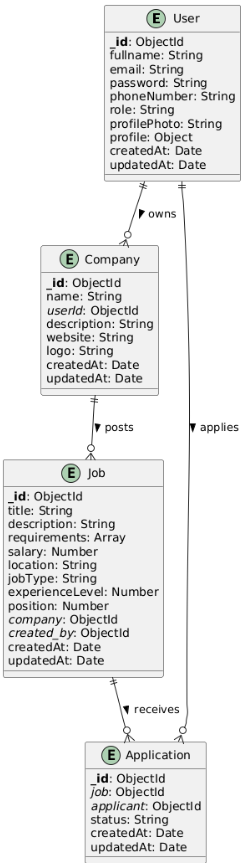 E User
_id: ObjectId
fullname: String
email: String
password: String
phoneNumber: String
role: String
profilePhoto: String
profile: Object
createdAt: Date
updatedAt: Date
owns
E Company
_id: ObjectId
name: String
userId: ObjectId
description: String
website: String
logo: String
createdAt: Date
updatedAt: Date
posts
applies
E Job
_id: ObjectId
title: String
description: String
requirements: Array
salary: Number
location: String
jobType: String
experienceLevel: Number
position: Number
company: ObjectId
created_by: ObjectId
createdAt: Date
updatedAt: Date
receives
E Application
_id: ObjectId
job: ObjectId
applicant: ObjectId
status: String
createdAt: Date
updatedAt: Date